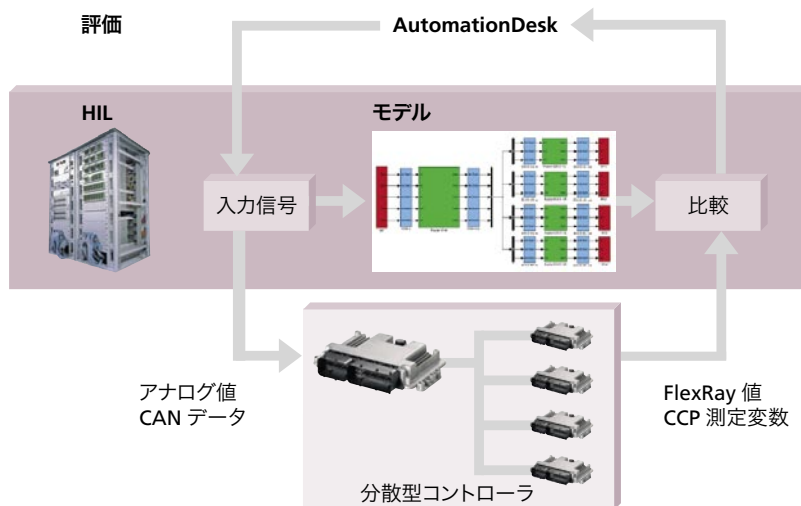 評価
AutomationDesk
HIL
モデル
入力信号
比較
アナログ値
CAN データ
FlexRay 値
CCP 測定変数
分散型コントローラ